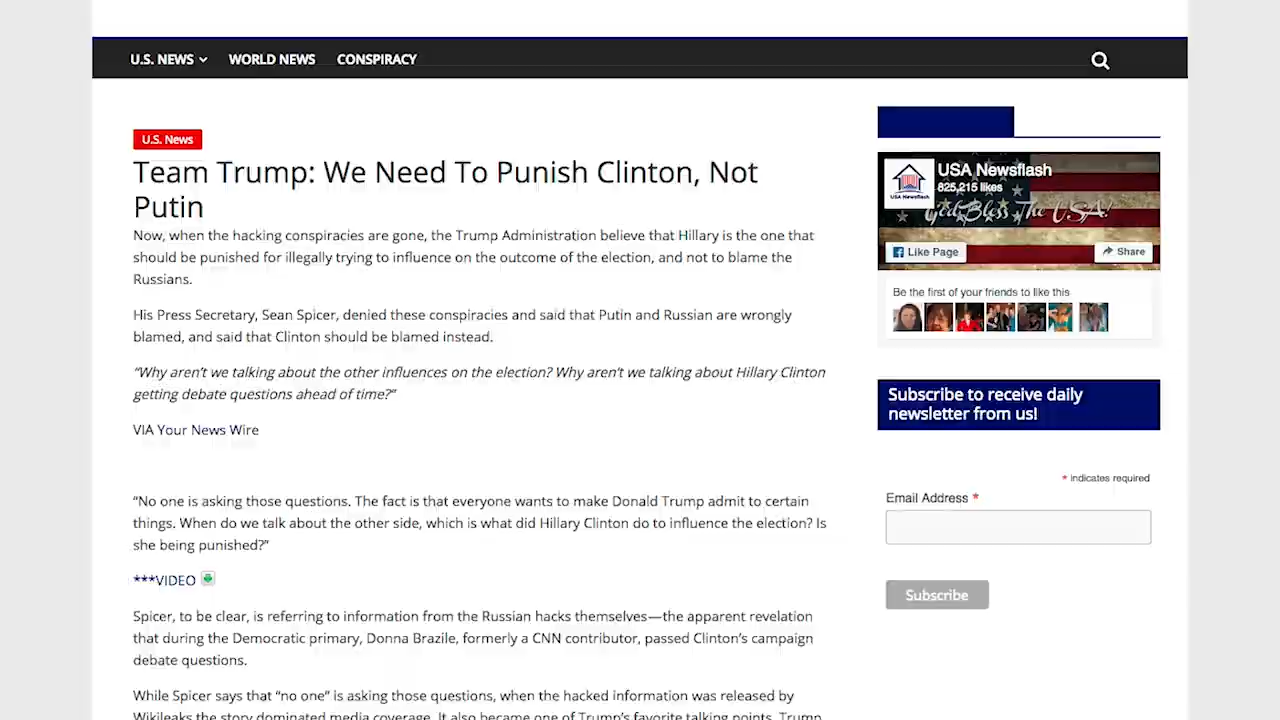 U.S. NEWS WORLD NEWS CONSPIRACY
U.S. News
Team Trump: We Need To Punish Clinton, Not
Putin
Now, when the hacking conspiracies are gone, the Trump Administration believe that Hillary is the one that
should be punished for illegally trying to influence on the outcome of the election, and not to blame the
Russians.
His Press Secretary, Sean Spicer, denied these conspiracies and said that Putin and Russian are wrongly
blamed, and said that Clinton should be blamed instead.
“Why aren’t we talking about the other influences on the election? Why aren’t we talking about Hillary Clinton
getting debate questions ahead of time?”
VIA Your News Wire
“No one is asking those questions. The fact is that everyone wants to make Donald Trump admit to certain
things. When do we talk about the other side, which is what did Hillary Clinton do to influence the election? Is
she being punished?”
***VIDEO
Spicer, to be clear, is referring to information from the Russian hacks themselves—the apparent revelation
that during the Democratic primary, Donna Brazile, formerly a CNN contributor, passed Clinton’s campaign
debate questions.
While Spicer says that “no one” is asking those questions, when the hacked information was released by
Wikileaks the story dominated media coverage. It also became one of Trump’s favorite talking points. Trump
USA Newsflash
USA Newsflash
825,215 likes
God Bless The USA!
Like Page
Share
Be the first of your friends to like this
Subscribe to receive daily
newsletter from us!
* indicates required
Email Address *
Subscribe